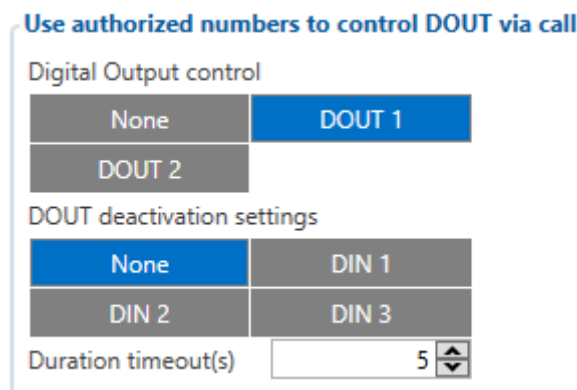 Use authorized numbers to control DOUT via call
Digital Output control
None DOUT 1
DOUT 2
DOUT deactivation settings
None DIN 1
DIN 2 DIN 3
Duration timeout(s) 5